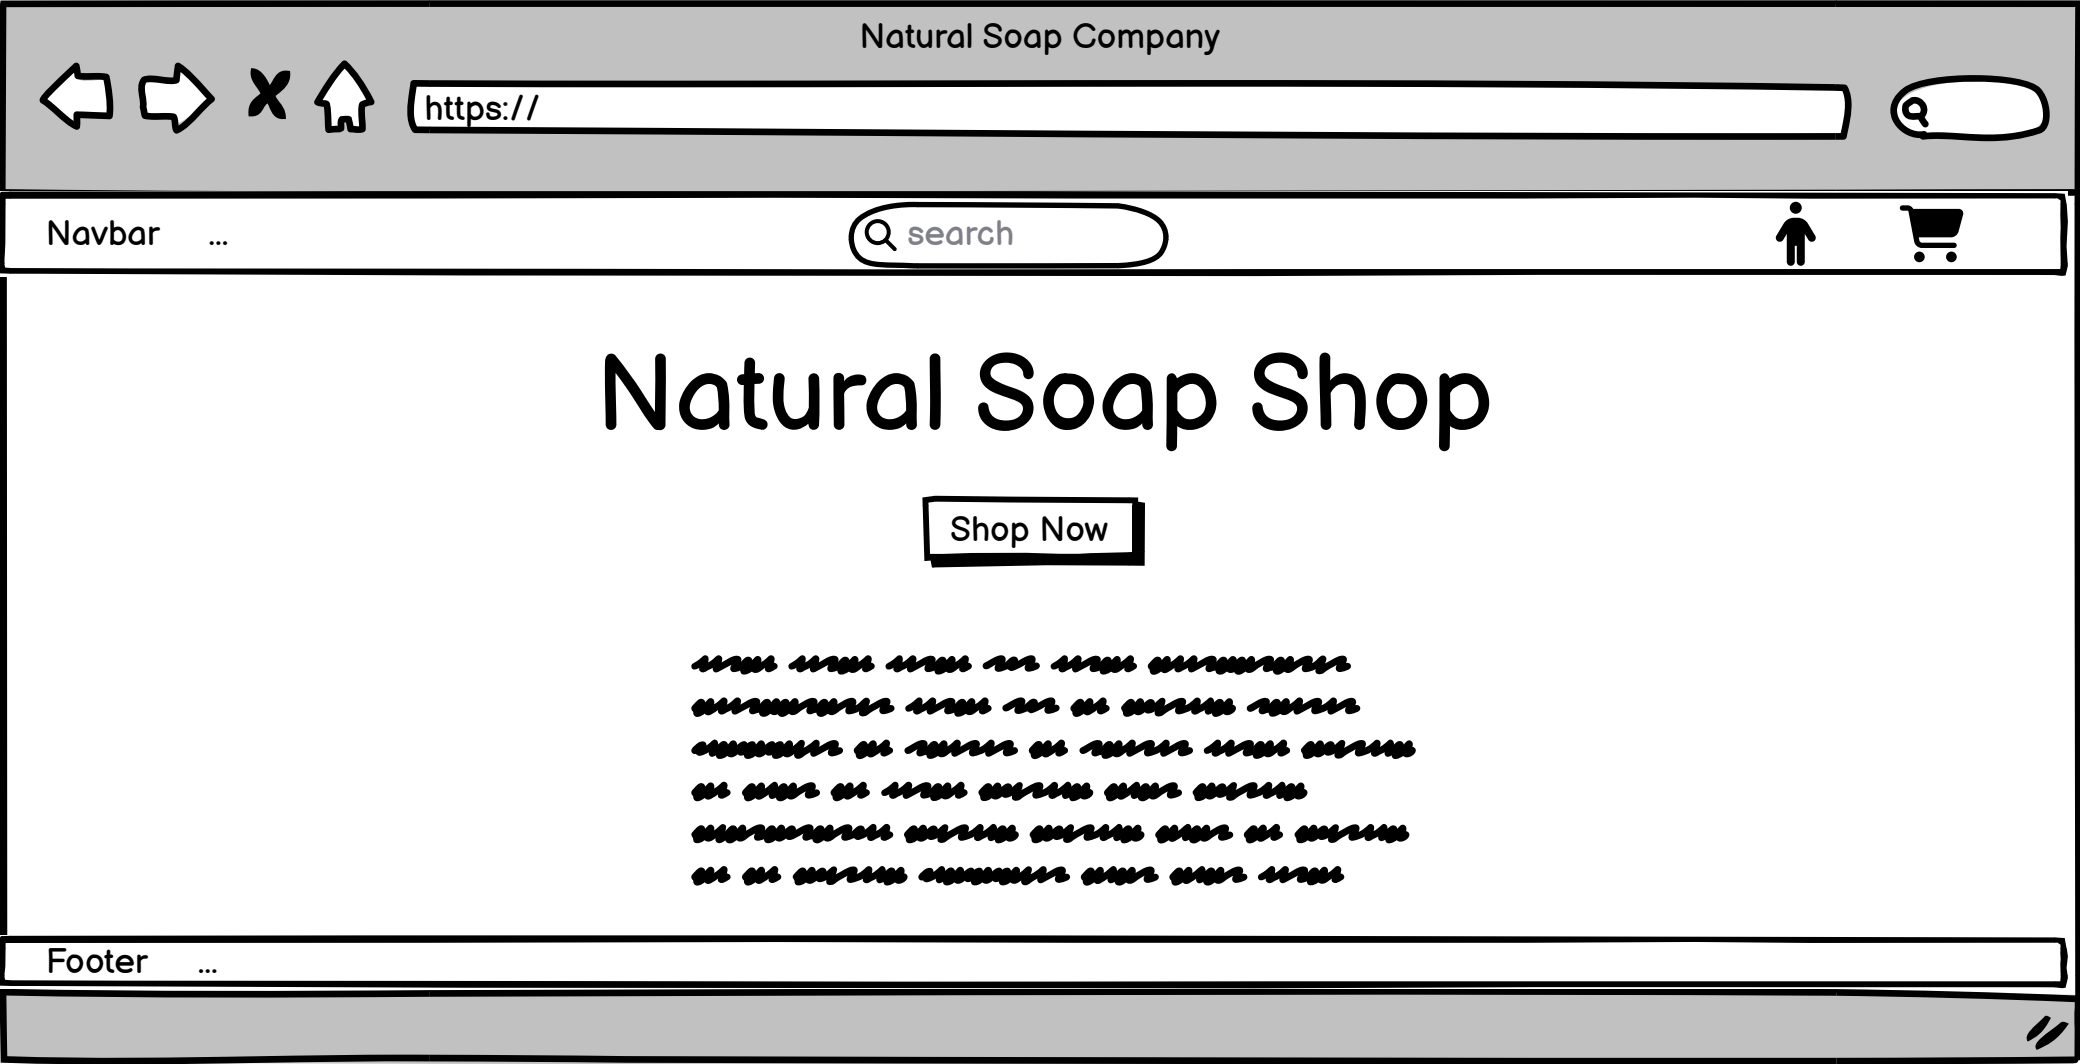 Natural Soap Company
https://
Navbar ...
search
Natural Soap Shop
Shop Now
Footer ...